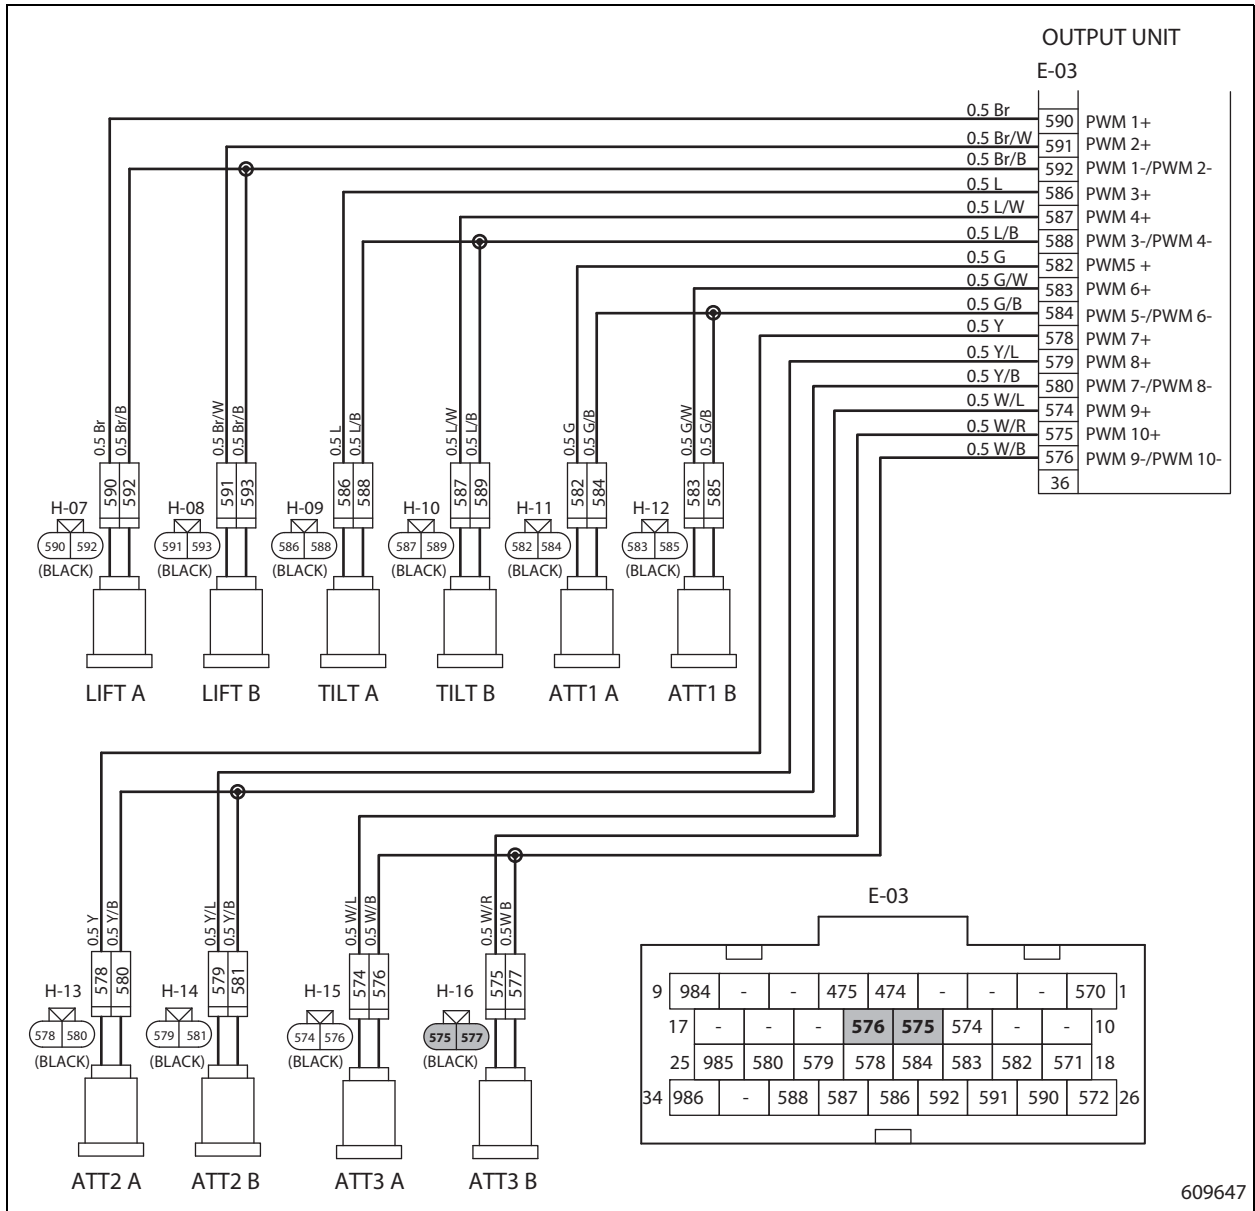 OUTPUT UNIT
E-03
0.5 Br 590 PWM 1+
0.5 Br/W 591 PWM 2+
0.5 Br/B 592 PWM 1-/PWM 2-
0.5 L 586 PWM 3+
0.5 L/W 587 PWM 4+
0.5 L/B 588 PWM 3-/PWM 4-
0.5 G 582 PWM5 +
0.5 G/W 583 PWM 6+
0.5 G/B 584 PWM 5-/PWM 6-
0.5 Y 578 PWM 7+
0.5 Y/L 579 PWM 8+
0.5 Y/B 580 PWM 7-/PWM 8-
0.5 W/L 574 PWM 9+
0.5 W/R 575 PWM 10+
0.5 W/B 576 PWM 9-/PWM 10-
36
0.5 Br 0.5 Br/B 0.5 Br/W 0.5 Br/B 0.5 L 0.5 L/B 0.5 L/W 0.5 L/B 0.5 G 0.5 G/B 0.5 G/W 0.5 G/B
590 592 591 593 586 588 587 589 582 584 583 585
H-07 H-08 H-09 H-10 H-11 H-12
590 592 591 593 586 588 587 589 582 584 583 585
(BLACK) (BLACK) (BLACK) (BLACK) (BLACK) (BLACK)
LIFT A LIFT B TILT A TILT B ATT1 A ATT1 B
0.5 Y 0.5 Y/B 0.5 Y/L 0.5 Y/B 0.5 W/L 0.5 W/B 0.5 W/R 0.5W B
578 580 579 581 574 576 575 577
H-13 H-14 H-15 H-16
578 580 579 581 574 576 575 577
(BLACK) (BLACK) (BLACK) (BLACK)
ATT2 A ATT2 B ATT3 A ATT3 B
E-03
9 984 - - 475 474 - - - 570 1
17 - - - 576 575 574 - - 10
25 985 580 579 578 584 583 582 571 18
34 986 - 588 587 586 592 591 590 572 26
609647